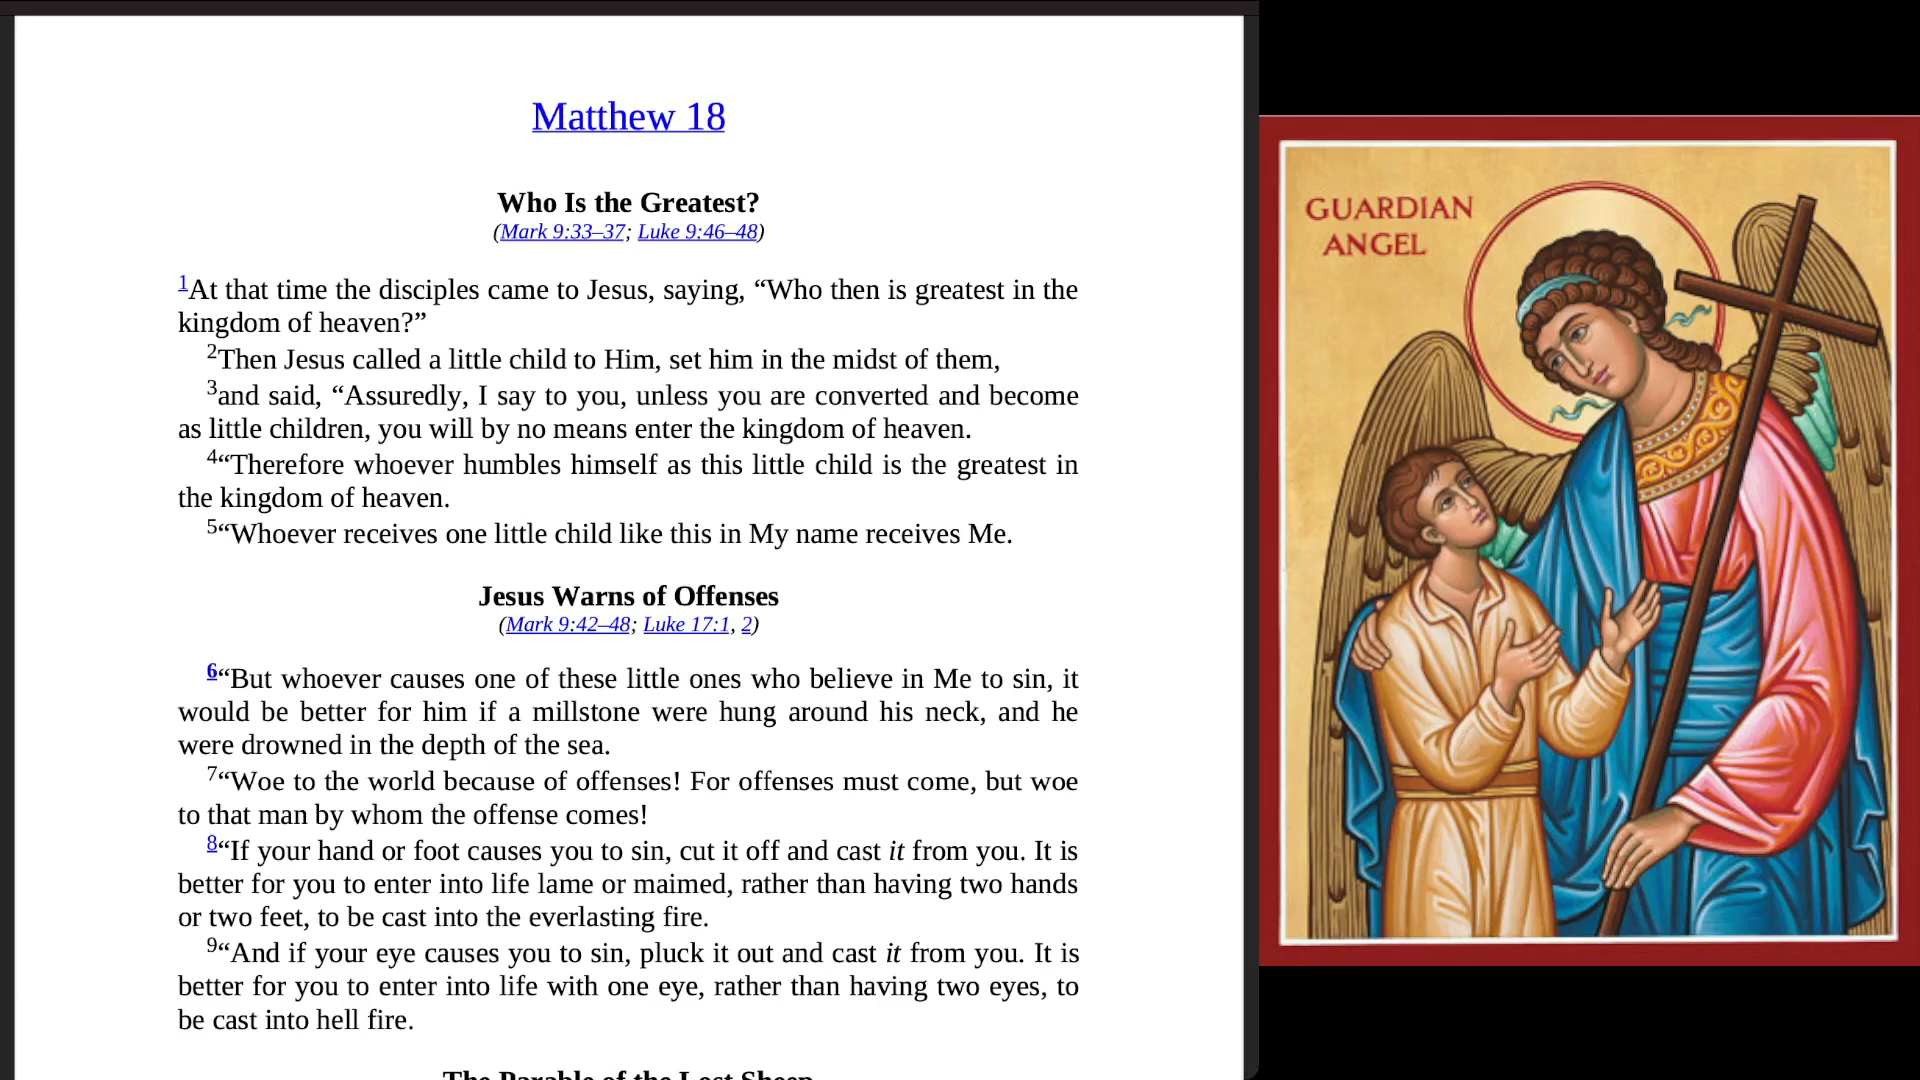 Matthew 18
Who Is the Greatest?
(Mark 9:33–37; Luke 9:46–48)
1At that time the disciples came to Jesus, saying, “Who then is greatest in the
kingdom of heaven?”
2Then Jesus called a little child to Him, set him in the midst of them,
3and said, “Assuredly, I say to you, unless you are converted and become
as little children, you will by no means enter the kingdom of heaven.
4“Therefore whoever humbles himself as this little child is the greatest in
the kingdom of heaven.
5“Whoever receives one little child like this in My name receives Me.
Jesus Warns of Offenses
(Mark 9:42–48; Luke 17:1, 2)
6“But whoever causes one of these little ones who believe in Me to sin, it
would be better for him if a millstone were hung around his neck, and he
were drowned in the depth of the sea.
7“Woe to the world because of offenses! For offenses must come, but woe
to that man by whom the offense comes!
8“If your hand or foot causes you to sin, cut it off and cast it from you. It is
better for you to enter into life lame or maimed, rather than having two hands
or two feet, to be cast into the everlasting fire.
9“And if your eye causes you to sin, pluck it out and cast it from you. It is
better for you to enter into life with one eye, rather than having two eyes, to
be cast into hell fire.
The Parable of the Lost Sheep
GUARDIAN
ANGEL